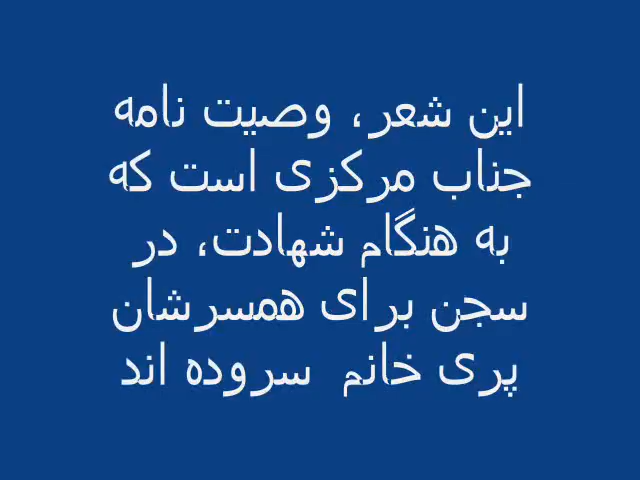 این شعر، وصیت نامه
جناب مرکزی است که
به هنگام شهادت، در
سجن برای همسرشان
پری خانم سروده اند